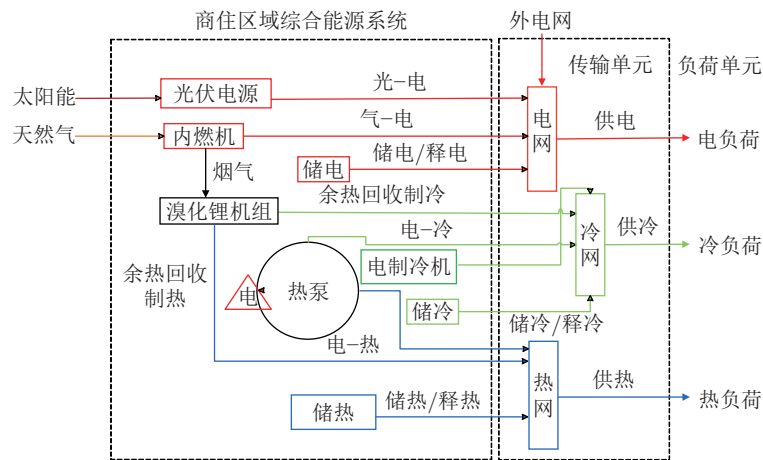 商住区域综合能源系统
外电网
传输单元
负荷单元
太阳能
光伏电源
光-电
天然气
内燃机
气-电
电网
供电
电负荷
储电
储电/释电
烟气
溴化锂机组
余热回收制冷
电-冷
冷网
供冷
冷负荷
电制冷机
余热回收
制热
电
热泵
储冷
储冷/释冷
电-热
热网
供热
热负荷
储热
储热/释热